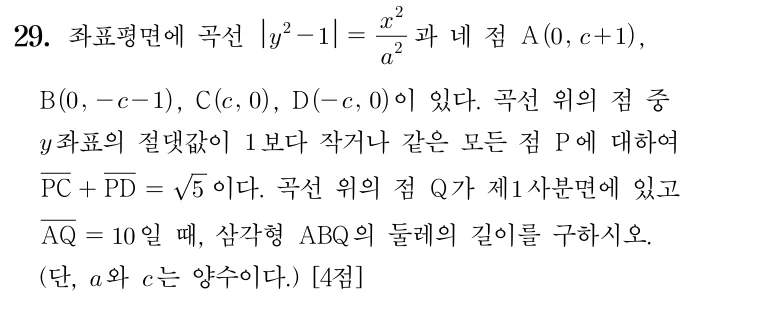 29. 좌표평면에 곡선 |y²-1| = x²/a² 과 네 점 A(0, c+1),
B(0, -c-1), C(c, 0), D(-c, 0)이 있다. 곡선 위의 점 중
y좌표의 절댓값이 1보다 작거나 같은 모든 점 P에 대하여
P̅C̅ + P̅D̅ = √5 이다. 곡선 위의 점 Q가 제1사분면에 있고
A̅Q̅ = 10일 때, 삼각형 ABQ의 둘레의 길이를 구하시오.
(단, a와 c는 양수이다.) [4점]